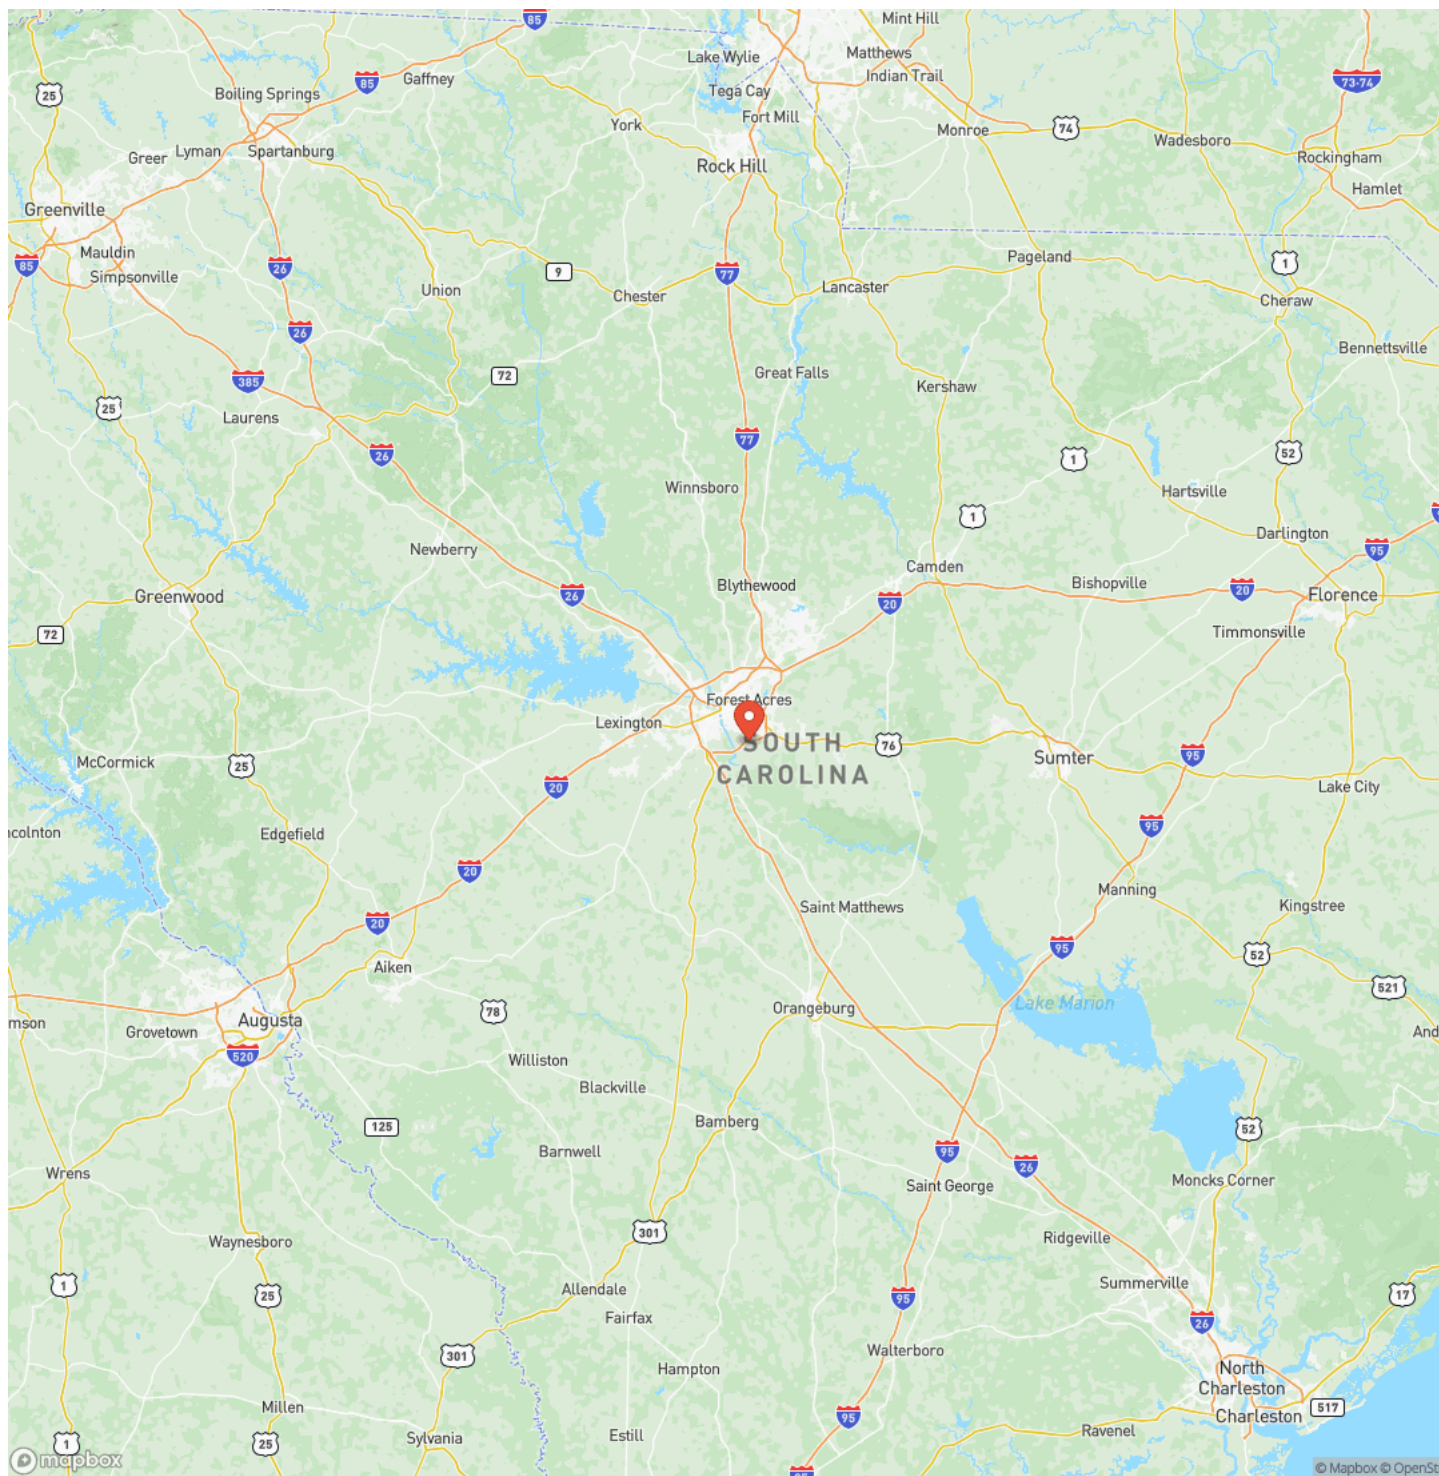 85
Mint Hill
Lake Wylie
Matthews
Indian Trail
Gaffney
85
73-74
25
Boiling Springs
Tega Cay
Fort Mill
York
Monroe
74
Wadesboro
Greer
Lyman
Spartanburg
Rock Hill
Rockingham
Hamlet
Greenville
Mauldin
Simpsonville
85
26
9
77
Pageland
1
Union
Chester
Lancaster
Cheraw
26
Bennettsville
385
72
Great Falls
Kershaw
25
Laurens
77
26
1
52
Winnsboro
Hartsville
1
Darlington
95
Newberry
Camden
Blythewood
Bishopville
26
20
20
Greenwood
Florence
72
Timmonsville
Forest Acres
Lexington
SOUTH
CAROLINA
76
Sumter
95
McCormick
25
20
Lake City
colnton
Edgefield
95
20
Manning
Saint Matthews
Kingstree
20
95
52
Aiken
521
Lake Marion
78
Orangeburg
mson
Grovetown
Augusta
And
520
Williston
Blackville
125
Bamberg
52
Barnwell
95
26
Wrens
Saint George
Moncks Corner
301
Waynesboro
Ridgeville
1
25
Allendale
Summerville
95
17
Fairfax
26
301
Walterboro
Hampton
North
Charleston
Millen
95
517
Charleston
1
25
Sylvania
Estill
Ravenel
mapbox
95
© Mapbox © OpenSt